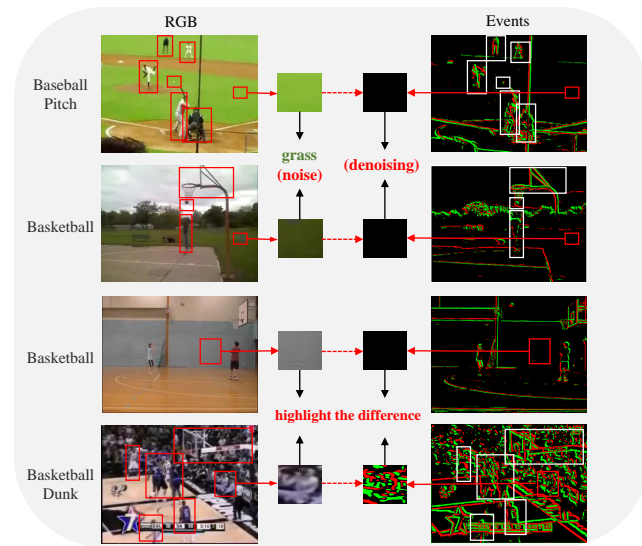 RGB
Events
Baseball
Pitch
grass
(noise)
(denoising)
Basketball
Basketball
highlight the difference
Basketball
Dunk